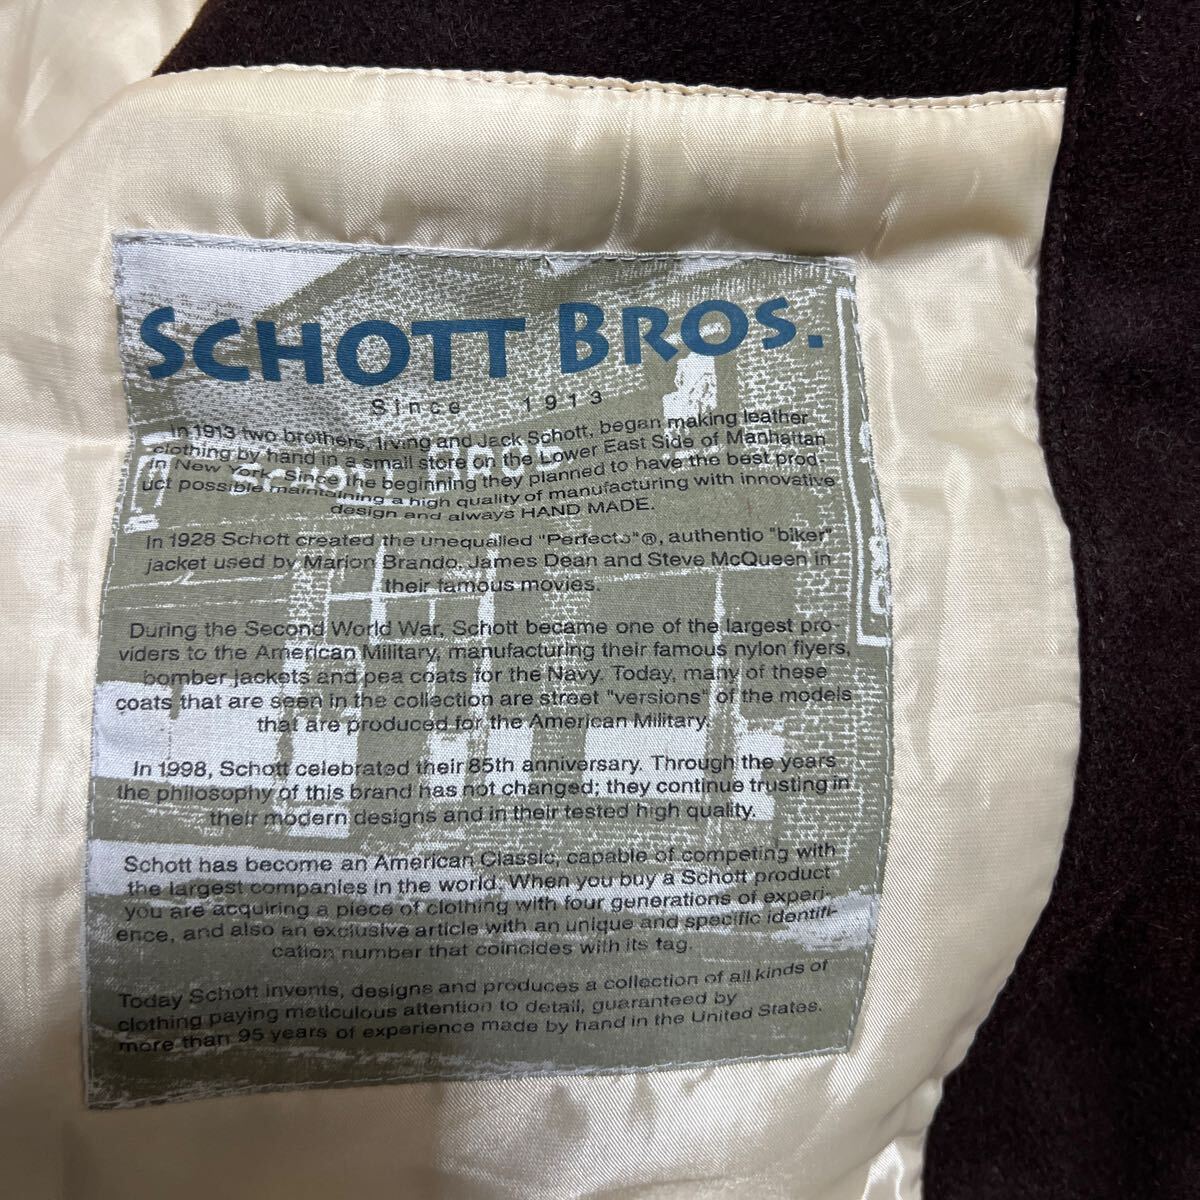 SCHOTT BROS.
Since 1913
In 1913 two brothers, Irving and Jack Schott, began making leather
clothing by hand in a small store on the Lower East Side of Manhattan
in New York. Since the beginning they planned to have the best prod-
uct possible maintaining a high quality of manufacturing with innovative
design and always HAND MADE.
In 1928 Schott created the unequalled "Perfecto"®, authentio "biker"
jacket used by Marlon Brando, James Dean and Steve McQueen in
their famous movies.
During the Second World War, Schott became one of the largest pro-
viders to the American Military, manufacturing their famous nylon flyers,
bomber jackets and pea coats for the Navy. Today, many of these
coats that are seen in the collection are street "versions" of the models
that are produced for the American Military.
In 1998, Schott celebrated their 85th anniversary. Through the years
the philosophy of this brand has not changed; they continue trusting in
their modern designs and in their tested high quality.
Schott has become an American Classic, capable of competing with
the largest companies in the world. When you buy a Schott product
you are acquiring a piece of clothing with four generations of experi-
ence, and also an exclusive article with an unique and specific identifi-
cation number that coincides with its tag.
Today Schott invents, designs and produces a collection of all kinds of
clothing paying meticulous attention to detail, guaranteed by
more than 95 years of experience made by hand in the United States.